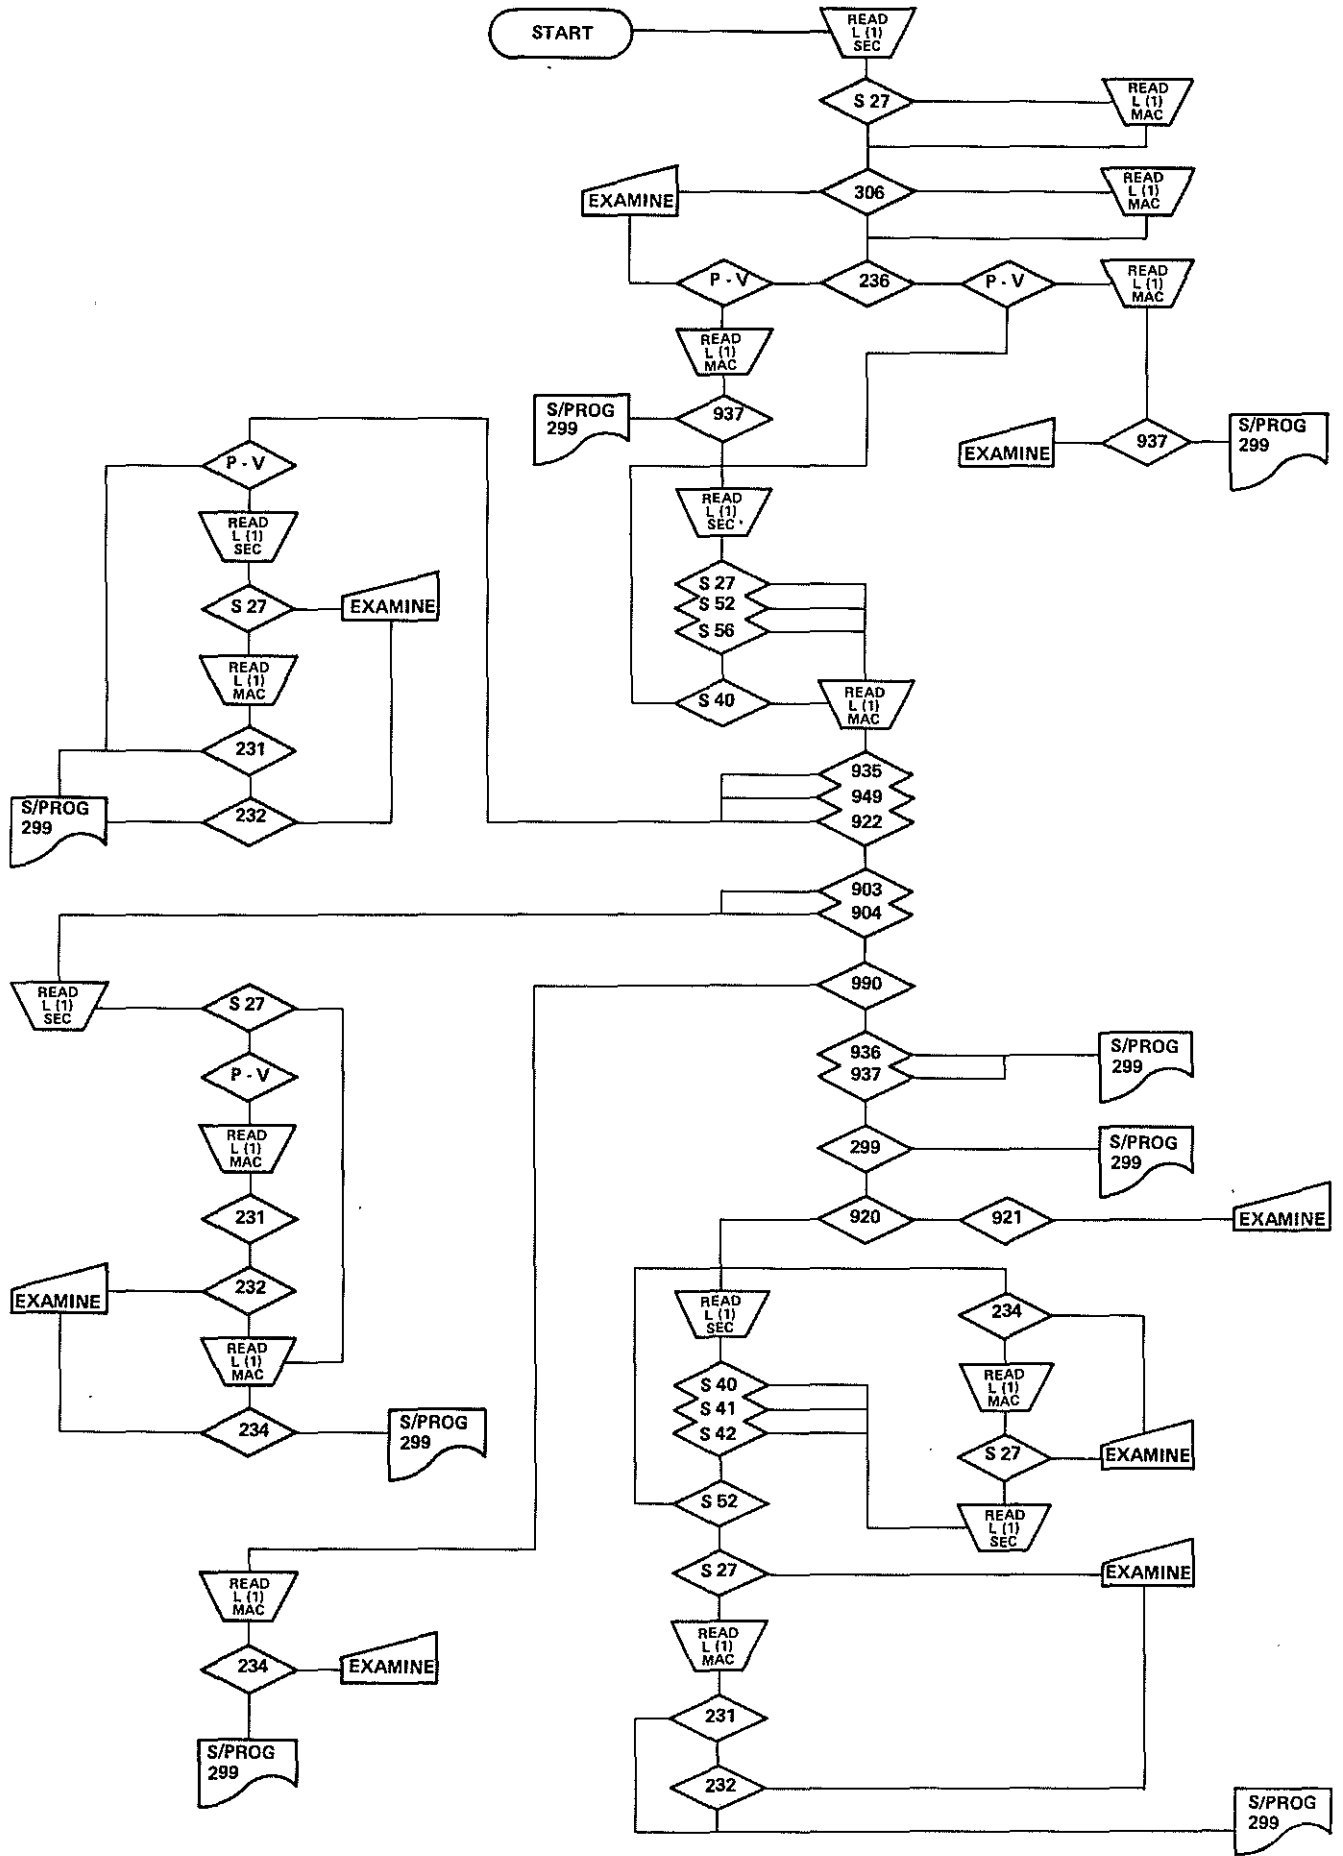 START
READ
L (1)
SEC
S 27
READ
L (1)
MAC
EXAMINE
306
READ
L (1)
MAC
P - V
236
P - V
READ
L (1)
MAC
READ
L (1)
MAC
S/PROG
299
937
EXAMINE
937
S/PROG
299
P - V
READ
L (1)
SEC
READ
L (1)
SEC
S 27
EXAMINE
S 27
S 52
S 56
READ
L (1)
MAC
S 40
READ
L (1)
MAC
231
S/PROG
299
232
935
949
922
903
904
READ
L (1)
SEC
S 27
990
P - V
936
937
S/PROG
299
READ
L (1)
MAC
299
S/PROG
299
231
920
921
EXAMINE
EXAMINE
232
READ
L (1)
SEC
234
READ
L (1)
MAC
S 40
S 41
S 42
READ
L (1)
MAC
234
S/PROG
299
S 27
EXAMINE
S 52
READ
L (1)
SEC
READ
L (1)
MAC
S 27
EXAMINE
READ
L (1)
MAC
234
EXAMINE
231
S/PROG
299
232
S/PROG
299